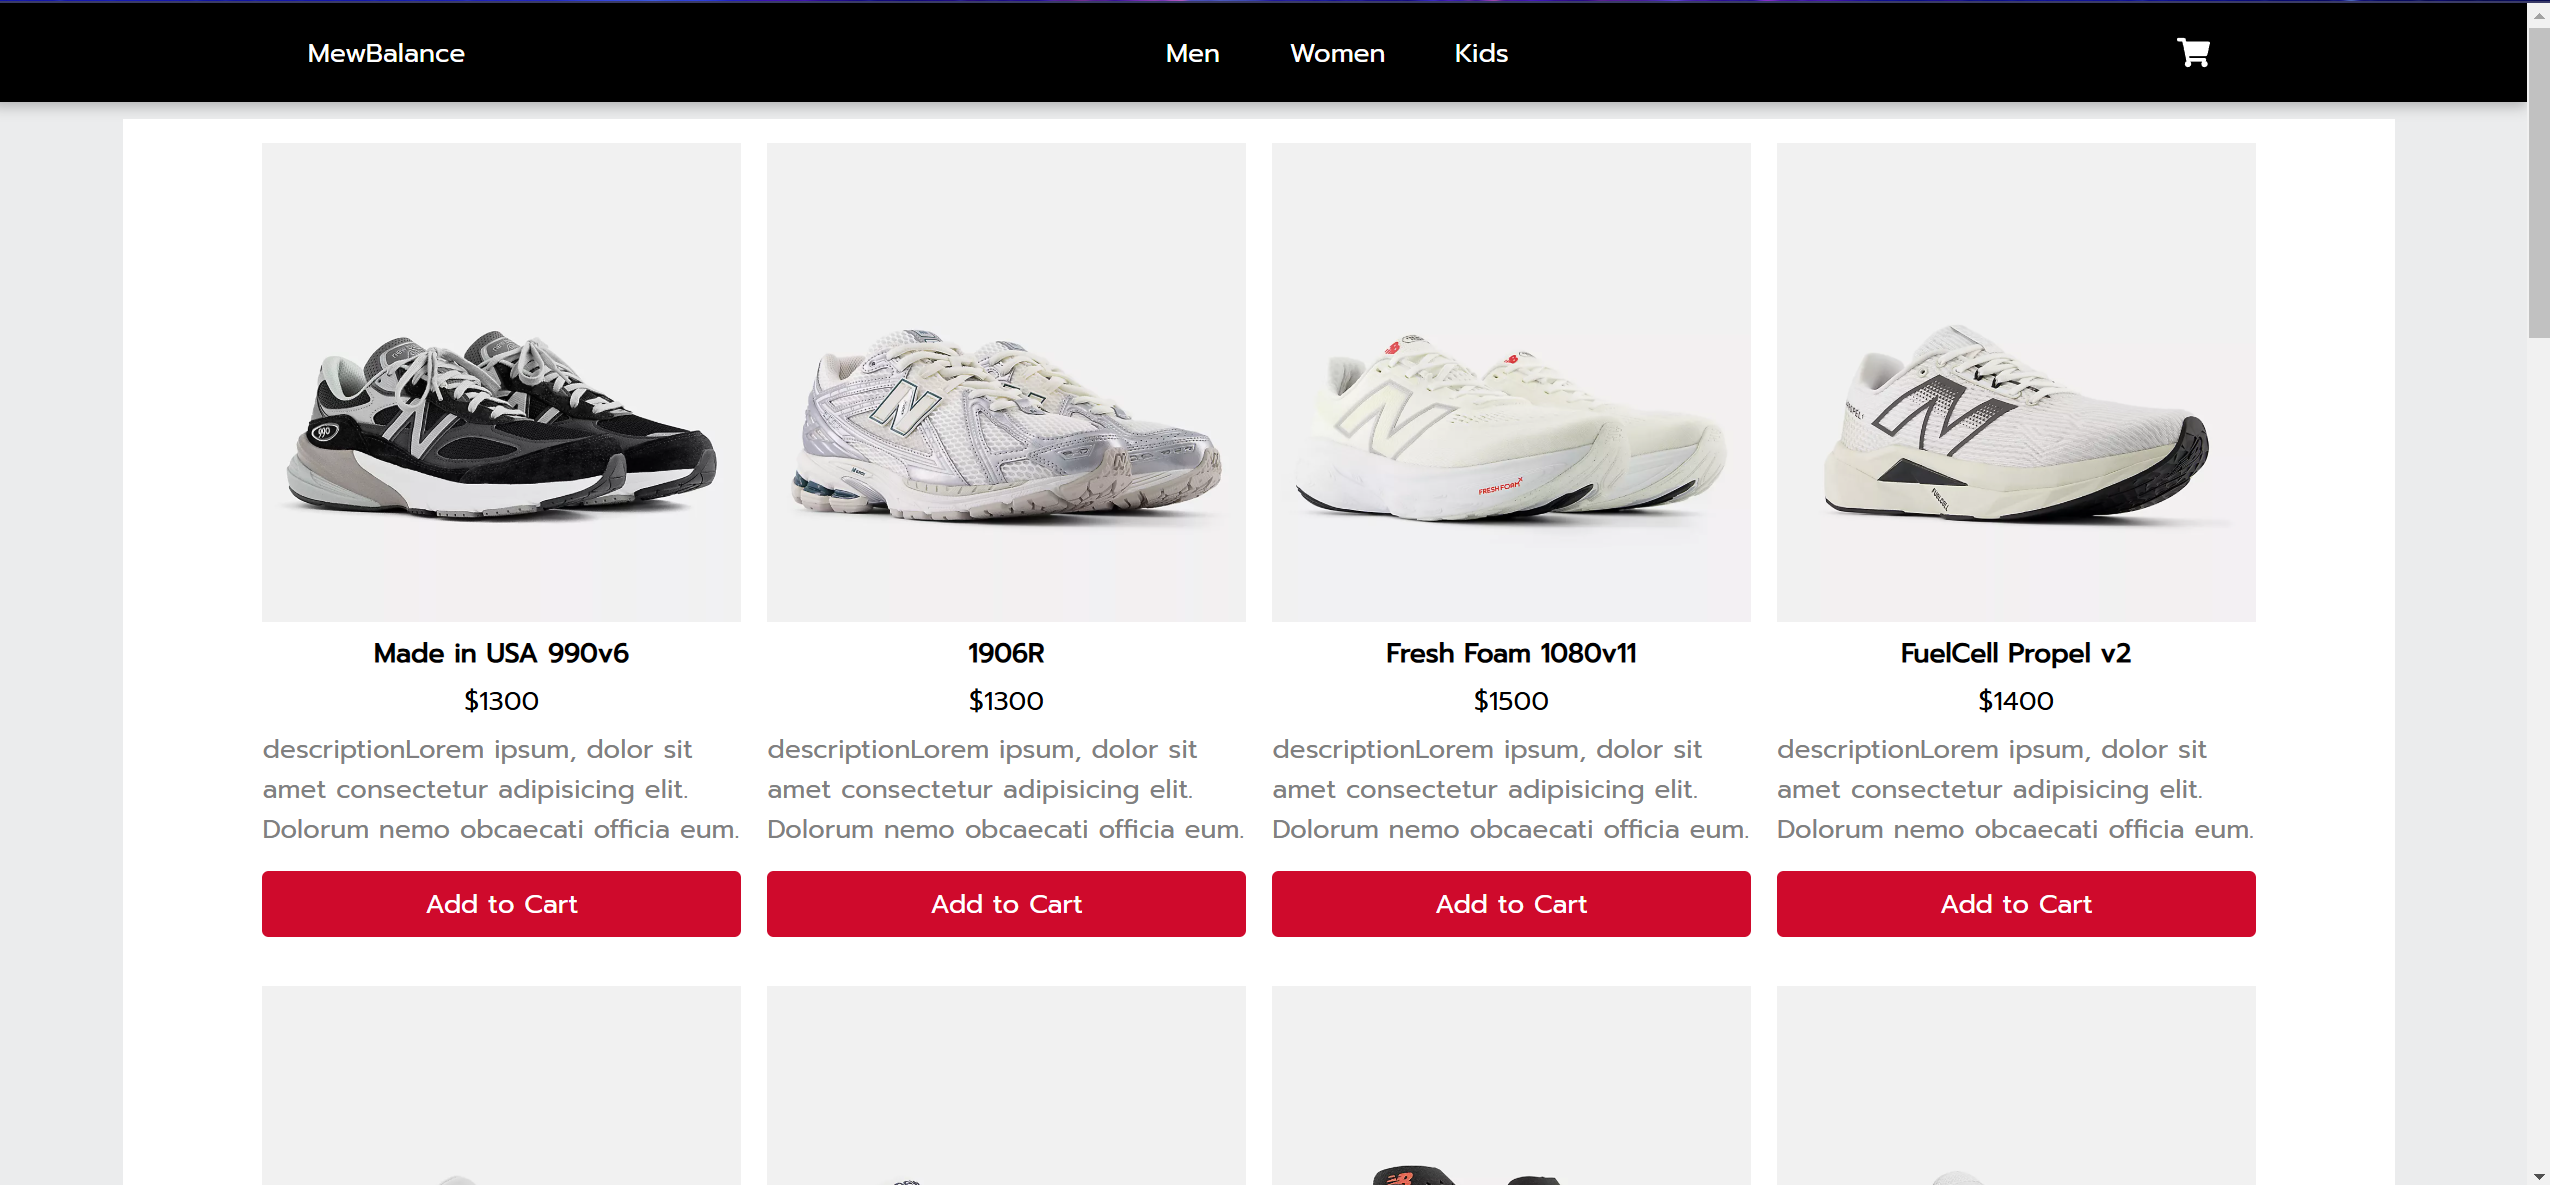 MewBalance
Men Women Kids
990
N
FRESH FOAM X
FUELCELL
Made in USA 990v6
1906R
Fresh Foam 1080v11
FuelCell Propel v2
$1300
$1300
$1500
$1400
descriptionLorem ipsum, dolor sit
amet consectetur adipisicing elit.
Dolorum nemo obcaecati officia eum.
descriptionLorem ipsum, dolor sit
amet consectetur adipisicing elit.
Dolorum nemo obcaecati officia eum.
descriptionLorem ipsum, dolor sit
amet consectetur adipisicing elit.
Dolorum nemo obcaecati officia eum.
descriptionLorem ipsum, dolor sit
amet consectetur adipisicing elit.
Dolorum nemo obcaecati officia eum.
Add to Cart
Add to Cart
Add to Cart
Add to Cart